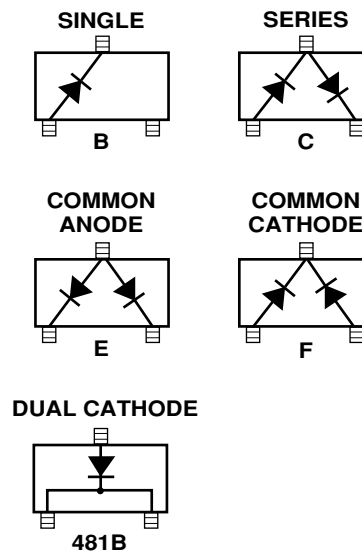 SINGLE
SERIES
B
C
COMMON
ANODE
COMMON
CATHODE
E
F
DUAL CATHODE
481B